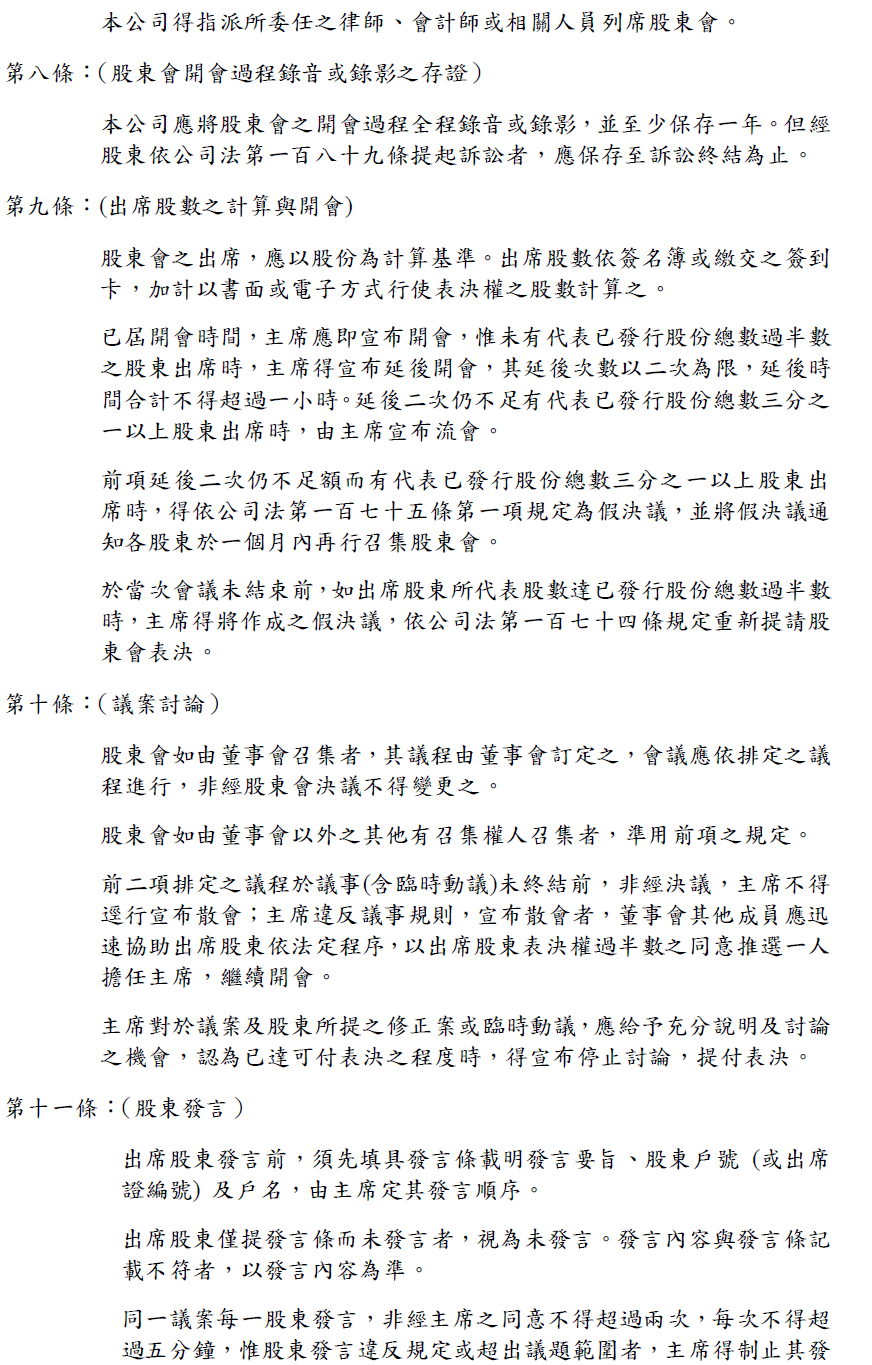 本公司得指派所委任之律師、會計師或相關人員列席股東會。
第八條：（股東會開會過程錄音或錄影之存證）
本公司應將股東會之開會過程全程錄音或錄影，並至少保存一年。但經
股東依公司法第一百八十九條提起訴訟者，應保存至訴訟終結為止。
第九條：(出席股數之計算與開會)
股東會之出席，應以股份為計算基準。出席股數依簽名簿或繳交之簽到
卡，加計以書面或電子方式行使表決權之股數計算之。
已屆開會時間，主席應即宣布開會，惟未有代表已發行股份總數過半數
之股東出席時，主席得宣布延後開會，其延後次數以二次為限，延後時
間合計不得超過一小時。延後二次仍不足有代表已發行股份總數三分之
一以上股東出席時，由主席宣布流會。
前項延後二次仍不足額而有代表已發行股份總數三分之一以上股東出
席時，得依公司法第一百七十五條第一項規定為假決議，並將假決議通
知各股東於一個月內再行召集股東會。
於當次會議未結束前，如出席股東所代表股數達已發行股份總數過半數
時，主席得將作成之假決議，依公司法第一百七十四條規定重新提請股
東會表決。
第十條：（議案討論）
股東會如由董事會召集者，其議程由董事會訂定之，會議應依排定之議
程進行，非經股東會決議不得變更之。
股東會如由董事會以外之其他有召集權人召集者，準用前項之規定。
前二項排定之議程於議事(含臨時動議)未終結前，非經決議，主席不得
逕行宣布散會；主席違反議事規則，宣布散會者，董事會其他成員應迅
速協助出席股東依法定程序，以出席股東表決權過半數之同意推選一人
擔任主席，繼續開會。
主席對於議案及股東所提之修正案或臨時動議，應給予充分說明及討論
之機會，認為已達可付表決之程度時，得宣布停止討論，提付表決。
第十一條：（股東發言）
出席股東發言前，須先填具發言條載明發言要旨、股東戶號 (或出席
證編號) 及戶名，由主席定其發言順序。
出席股東僅提發言條而未發言者，視為未發言。發言內容與發言條記
載不符者，以發言內容為準。
同一議案每一股東發言，非經主席之同意不得超過兩次，每次不得超
過五分鐘，惟股東發言違反規定或超出議題範圍者，主席得制止其發